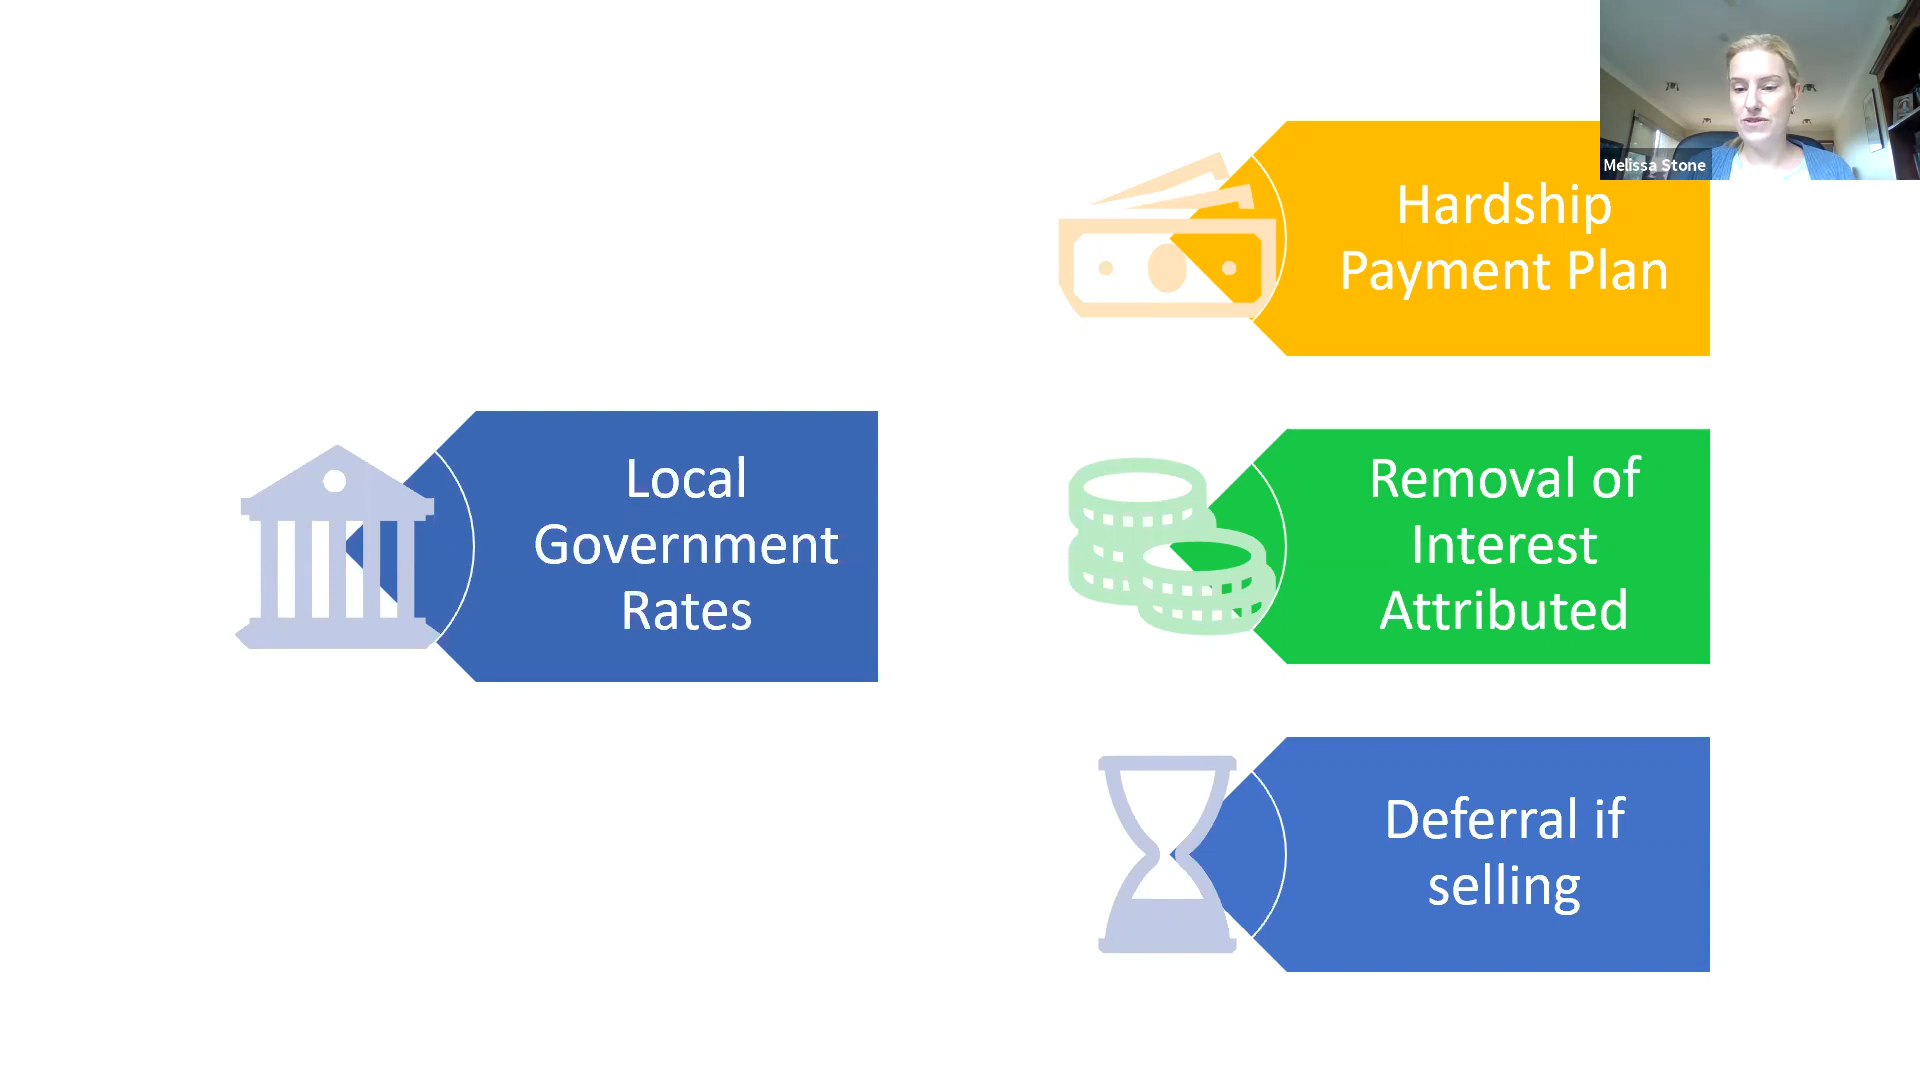 Melissa Stone
Hardship
Payment Plan
Local
Government
Rates
Removal of
Interest
Attributed
Deferral if
selling